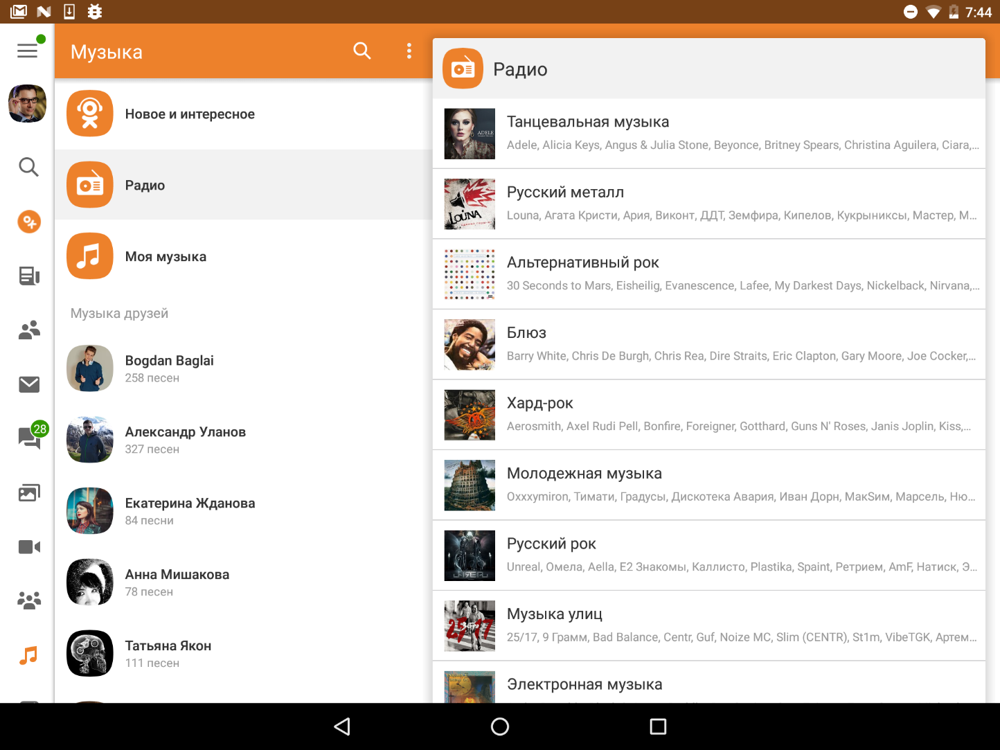 7:44
Музыка
Новое и интересное
Радио
Моя музыка
Музыка друзей
Bogdan Baglai
258 песен
Александр Уланов
327 песен
Екатерина Жданова
84 песни
Анна Мишакова
78 песен
Татьяна Якон
111 песен
28
Радио
ADELE
Танцевальная музыка
Adele, Alicia Keys, Angus & Julia Stone, Beyonce, Britney Spears, Christina Aguilera, Ciara,...
LOUNA
Русский металл
Louna, Агата Кристи, Ария, Виконт, ДДТ, Земфира, Кипелов, Кукрыниксы, Мастер, М...
Альтернативный рок
30 Seconds to Mars, Eisheilig, Evanescence, Lafee, My Darkest Days, Nickelback, Nirvana,...
Блюз
Barry White, Chris De Burgh, Chris Rea, Dire Straits, Eric Clapton, Gary Moore, Joe Cocker,...
Хард-рок
Aerosmith, Axel Rudi Pell, Bonfire, Foreigner, Gotthard, Guns N' Roses, Janis Joplin, Kiss,...
Молодежная музыка
Oxxxymiron, Тимати, Градусы, Дискотека Авария, Иван Дорн, МакSим, Марсель, Ню...
Русский рок
Unreal, Омела, Aella, E2 Знакомы, Каллисто, Plastika, Spaint, Ретрием, AmF, Натиск, Э...
25 17
Музыка улиц
25/17, 9 Грамм, Bad Balance, Centr, Guf, Noize MC, Slim (CENTR), St1m, VibeTGK, Артем...
Электронная музыка